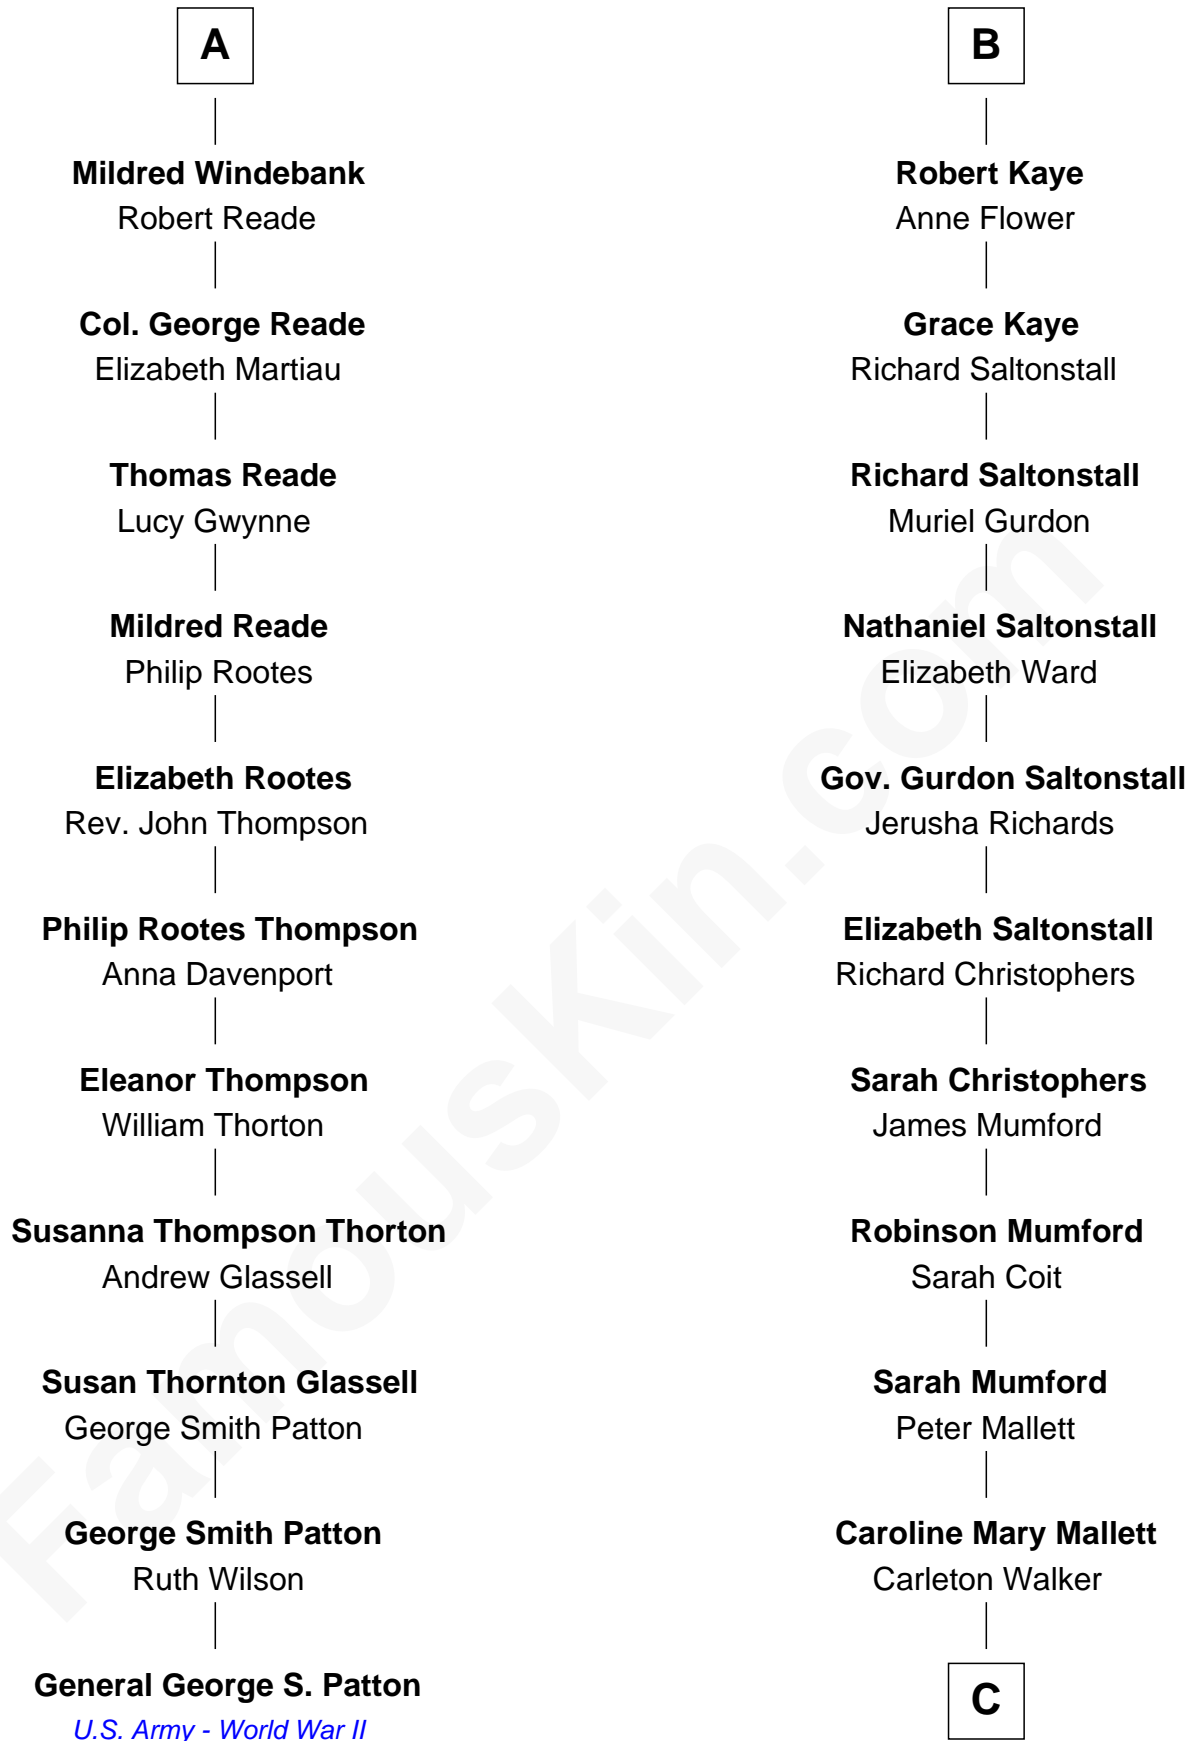 A
Mildred Windebank
Robert Reade
Col. George Reade
Elizabeth Martiau
Thomas Reade
Lucy Gwynne
Mildred Reade
Philip Rootes
Elizabeth Rootes
Rev. John Thompson
Philip Rootes Thompson
Anna Davenport
Eleanor Thompson
William Thorton
Susanna Thompson Thorton
Andrew Glassell
Susan Thornton Glassell
George Smith Patton
George Smith Patton
Ruth Wilson
General George S. Patton
U.S. Army - World War II
B
Robert Kaye
Anne Flower
Grace Kaye
Richard Saltonstall
Richard Saltonstall
Muriel Gurdon
Nathaniel Saltonstall
Elizabeth Ward
Gov. Gurdon Saltonstall
Jerusha Richards
Elizabeth Saltonstall
Richard Christophers
Sarah Christophers
James Mumford
Robinson Mumford
Sarah Coit
Sarah Mumford
Peter Mallett
Caroline Mary Mallett
Carleton Walker
C
FamousKin.com